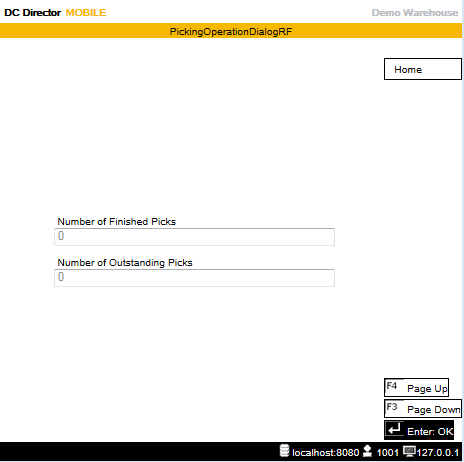 DC Director MOBILE Demo Warehouse
PickingOperationDialogRF
Home
Number of Finished Picks
0
Number of Outstanding Picks
0
F4 Page Up
F3 Page Down
Enter: OK
localhost:8080 1001 127.0.0.1